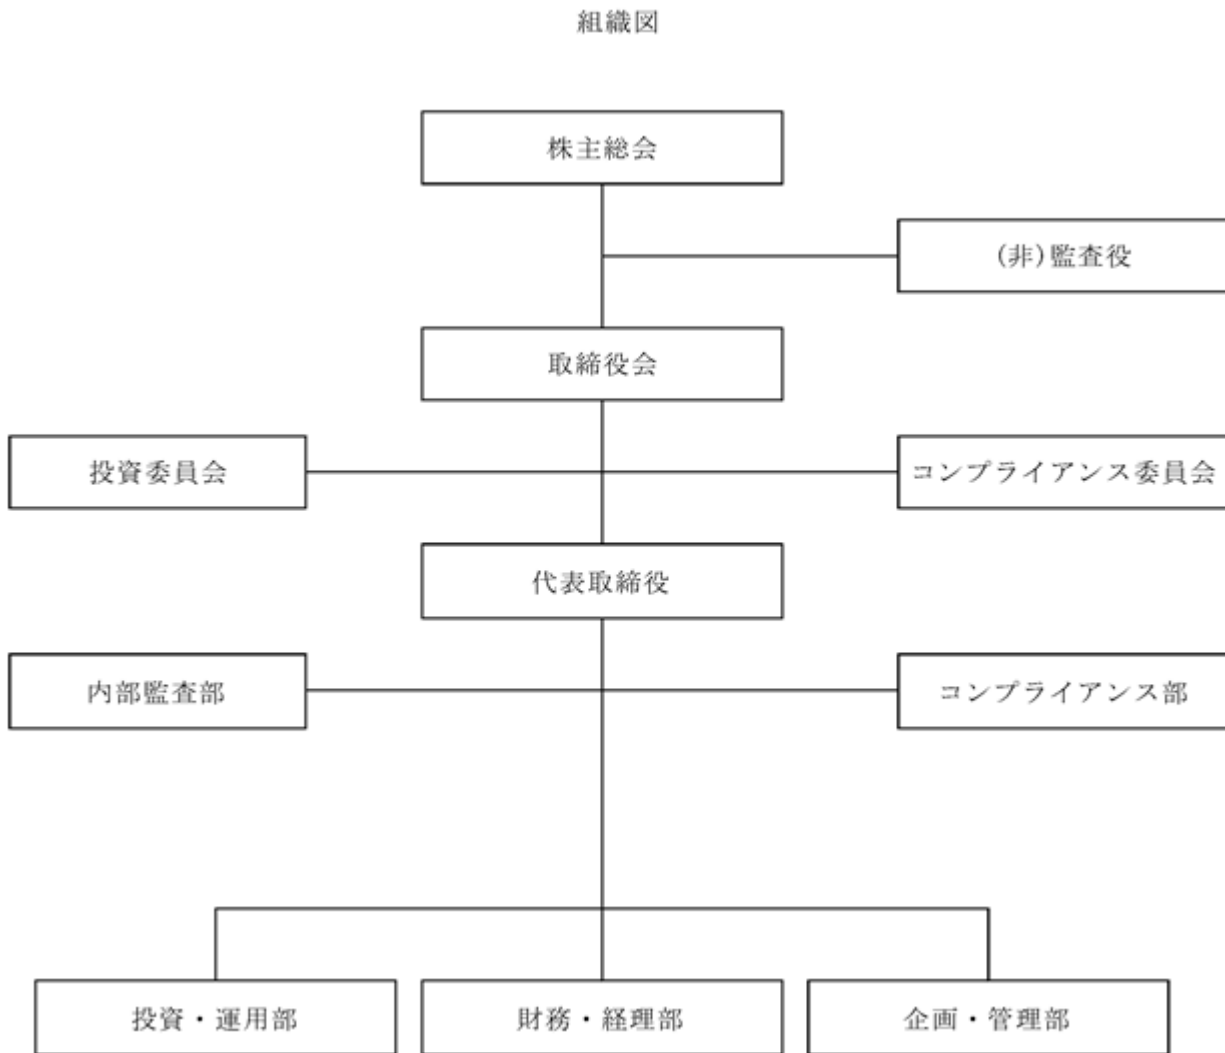 組織図
株主総会
(非)監査役
取締役会
投資委員会
コンプライアンス委員会
代表取締役
内部監査部
コンプライアンス部
投資・運用部
財務・経理部
企画・管理部